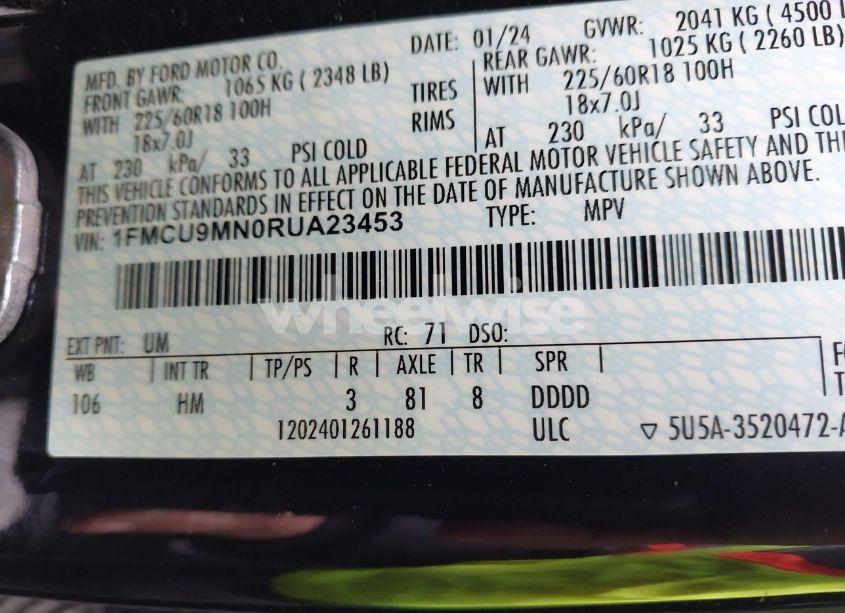 MFD. BY FORD MOTOR CO.
DATE: 01/24
GVWR: 2041 KG ( 4500 L
FRONT GAWR: 1065 KG ( 2348 LB)
REAR GAWR: 1025 KG ( 2260 LB)
WITH 225/60R18 100H TIRES WITH 225/60R18 100H
18x7.0J RIMS 18x7.0J
AT 230 kPa/ 33 PSI COLD AT 230 kPa/ 33 PSI COL
THIS VEHICLE CONFORMS TO ALL APPLICABLE FEDERAL MOTOR VEHICLE SAFETY AND THE
PREVENTION STANDARDS IN EFFECT ON THE DATE OF MANUFACTURE SHOWN ABOVE.
VIN: 1FMCU9MN0RUA23453 TYPE: MPV
wheelwise
EXT PNT: UM RC: 71 DSO:
WB INT TR TP/PS R AXLE TR SPR
106 HM 3 81 8 DDDD
1202401261188 ULC 5U5A-3520472-A